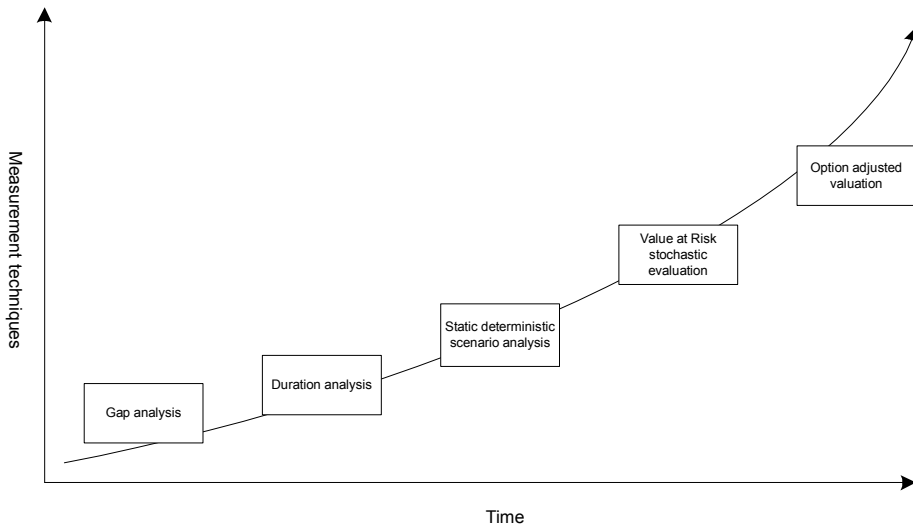 Measurement techniques
Option adjusted
valuation
Value at Risk
stochastic
evaluation
Static deterministic
scenario analysis
Duration analysis
Gap analysis
Time